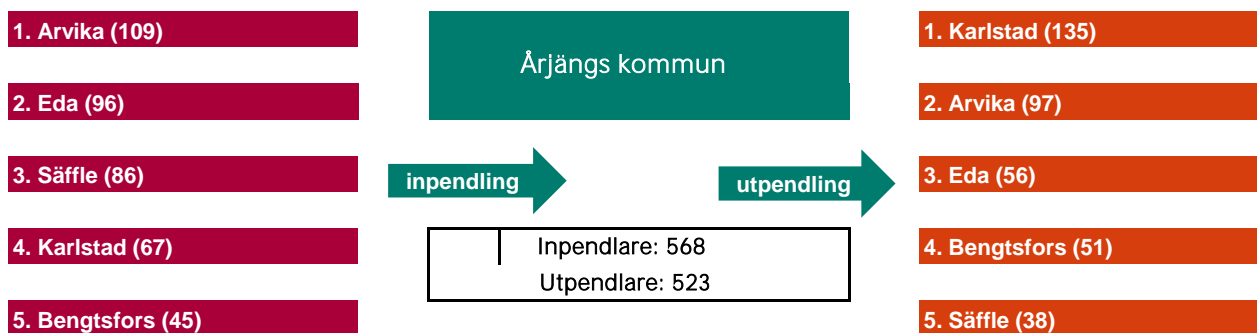 1. Arvika (109)
2. Eda (96)
3. Säffle (86)
4. Karlstad (67)
5. Bengtsfors (45)
Årjängs kommun
inpendling
utpendling
Inpendlare: 568
Utpendlare: 523
1. Karlstad (135)
2. Arvika (97)
3. Eda (56)
4. Bengtsfors (51)
5. Säffle (38)